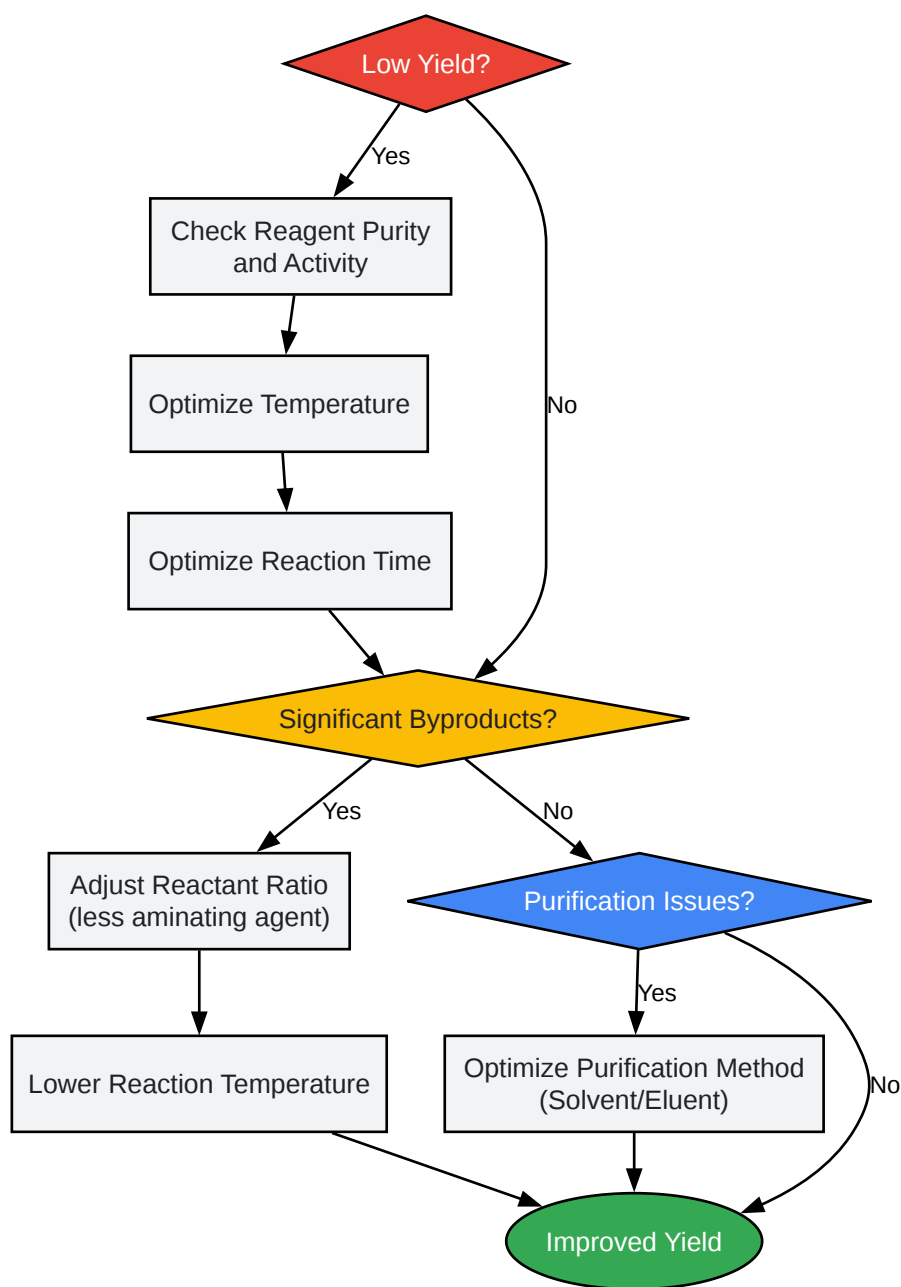 Low Yield?
Yes
Check Reagent Purity
and Activity
Optimize Temperature
No
Optimize Reaction Time
Significant Byproducts?
Yes
No
Adjust Reactant Ratio
(less aminating agent)
Purification Issues?
Yes
Lower Reaction Temperature
Optimize Purification Method
(Solvent/Eluent)
No
Improved Yield